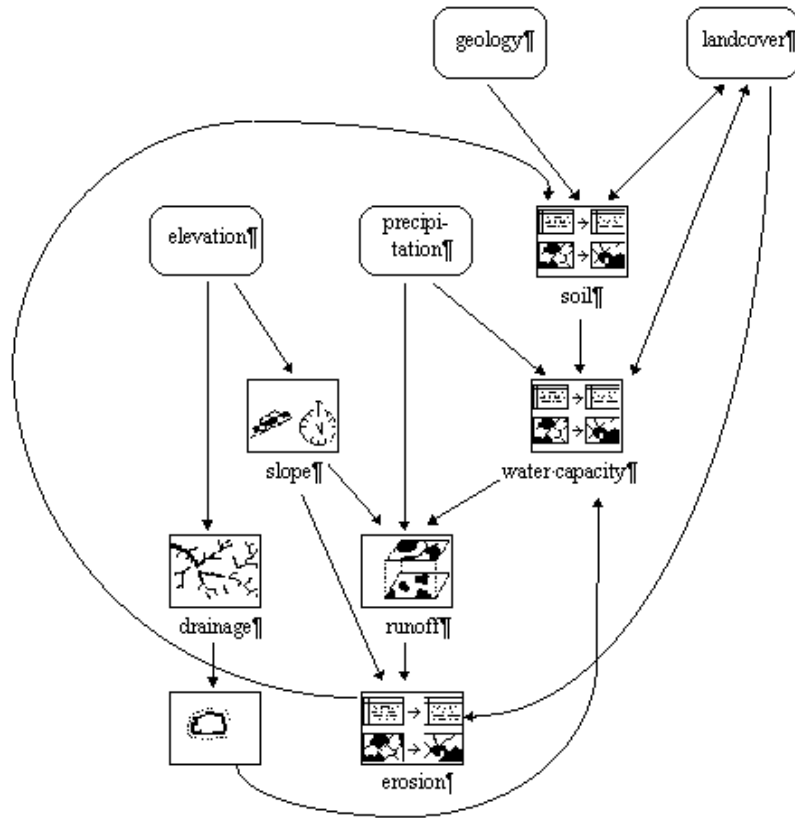 geology¶
landcover¶
elevation¶
precipi-
tation¶
soil¶
slope¶
water·capacity¶
drainage¶
runoff¶
erosion¶